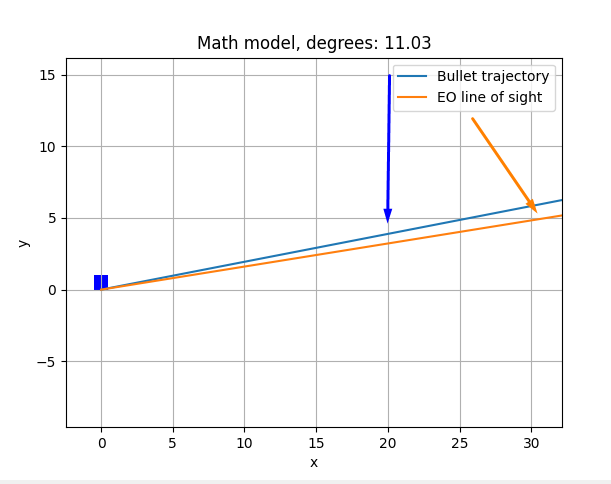 Math model, degrees: 11.03
Bullet trajectory
EO line of sight
15
10
5
0
−5
y
0 5 10 15 20 25 30
x